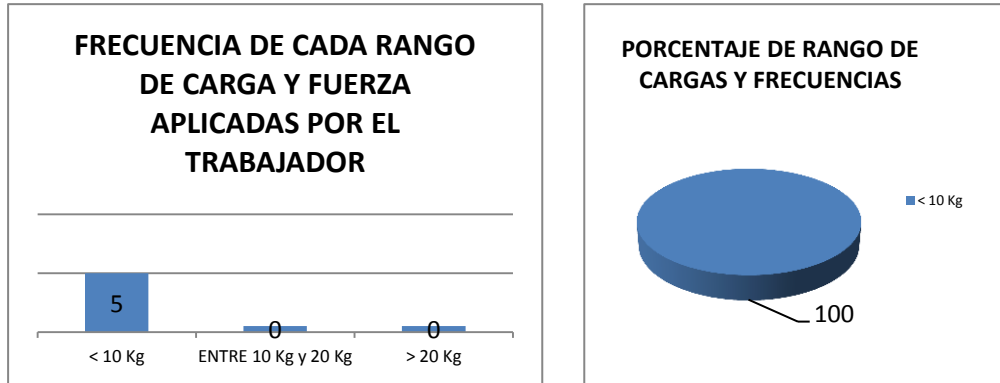 FRECUENCIA DE CADA RANGO
DE CARGA Y FUERZA
APLICADAS POR EL
TRABAJADOR
5
0
0
< 10 Kg
ENTRE 10 Kg y 20 Kg
> 20 Kg
PORCENTAJE DE RANGO DE
CARGAS Y FRECUENCIAS
< 10 Kg
100